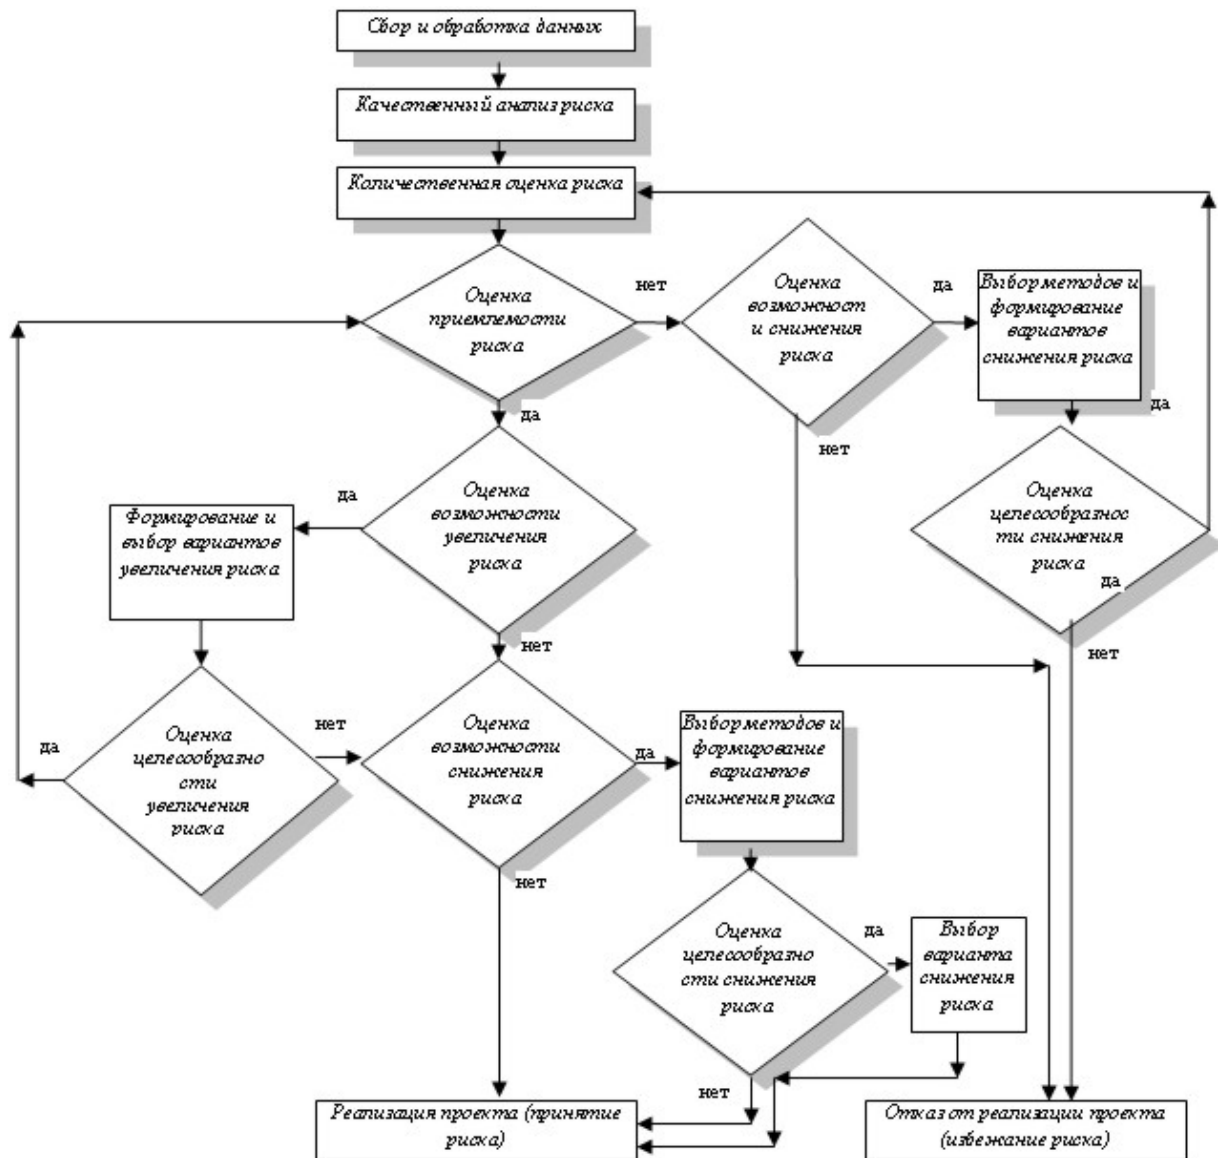 Сбор и обработка данных
Качественный анализ риска
Количественная оценка риска
Оценка
приемлемости
риска
нет
Оценка
возможност
и снижения
риска
да
Выбор методов и
формирование
вариантов
снижения риска
да
да
нет
Оценка
возможности
увеличения
риска
да
Формирование и
выбор вариантов
увеличения риска
Оценка
целесообразнос
ти снижения
риска
да
нет
нет
Оценка
целесообразно
сти
увеличения
риска
да
нет
Оценка
возможности
снижения
риска
да
Выбор методов и
формирование
вариантов
снижения риска
нет
Оценка
целесообразно
сти снижения
риска
да
Выбор
варианта
снижения
риска
нет
Реализация проекта (принятие
риска)
Отказ от реализации проекта
(избежание риска)